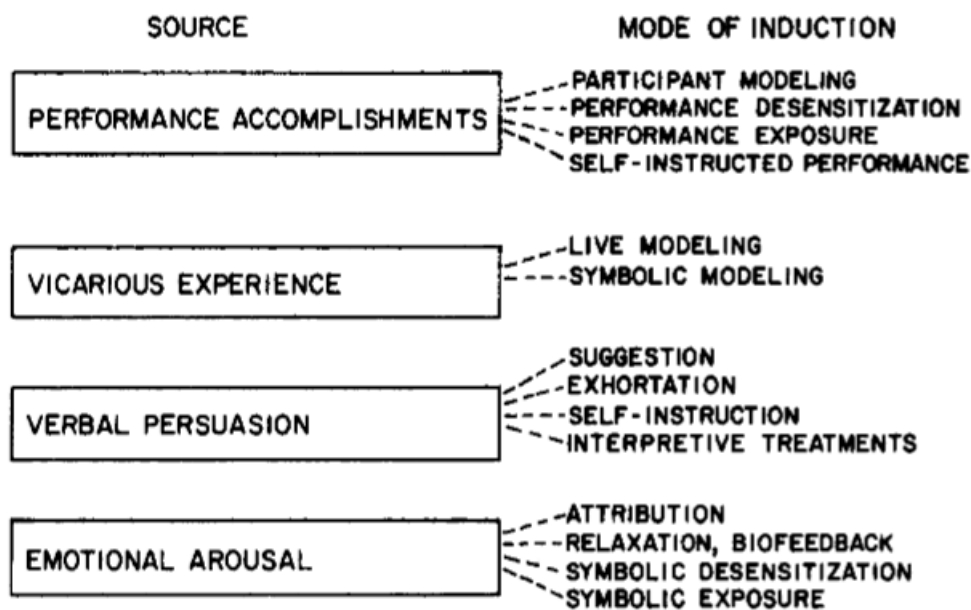 SOURCE MODE OF INDUCTION
PERFORMANCE ACCOMPLISHMENTS
PARTICIPANT MODELING
PERFORMANCE DESENSITIZATION
PERFORMANCE EXPOSURE
SELF-INSTRUCTED PERFORMANCE
VICARIOUS EXPERIENCE
LIVE MODELING
SYMBOLIC MODELING
VERBAL PERSUASION
SUGGESTION
EXHORTATION
SELF-INSTRUCTION
INTERPRETIVE TREATMENTS
EMOTIONAL AROUSAL
ATTRIBUTION
RELAXATION, BIOFEEDBACK
SYMBOLIC DESENSITIZATION
SYMBOLIC EXPOSURE